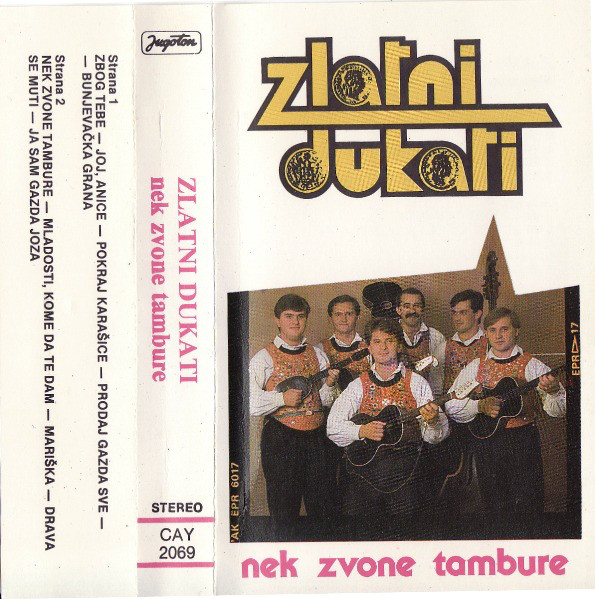 Strana 1
ZBOG TEBE — JOJ, ANICE — POKRAJ KARAŠICE — PRODAJ GAZDA SVE —
— BUNJEVAČKA GRANA
Strana 2
NEK ZVONE TAMBURE — MLADOSTI, KOME DA TE DAM — MARIŠKA — DRAVA
SE MUTI — JA SAM GAZDA JOZA
Jugoton
ZLATNI DUKATI
nek zvone tambure
STEREO
CAY
2069
zlatni
dukati
EPR▷17
AK EPR 6017
nek zvone tambure